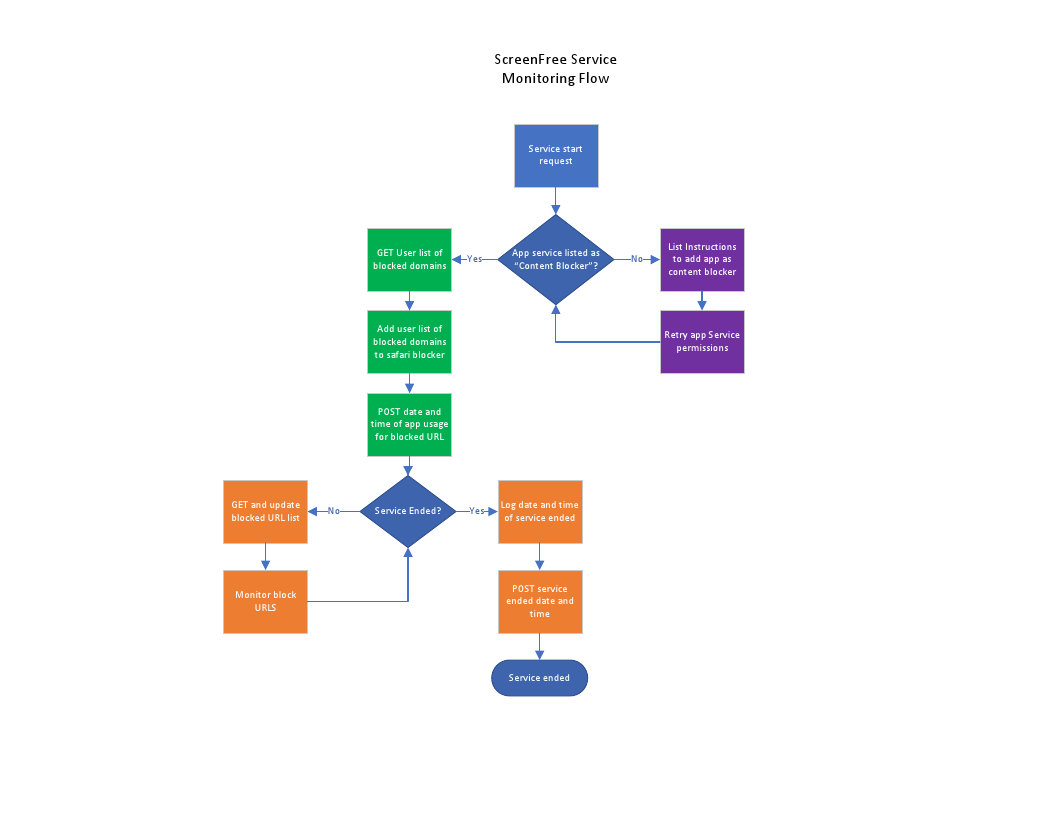 ScreenFree Service
Monitoring Flow
Service start
request
App service listed as
“Content Blocker”?
Yes
No
GET User list of
blocked domains
List Instructions
to add app as
content blocker
Add user list of
blocked domains
to safari blocker
Retry app Service
permissions
POST date and
time of app usage
for blocked URL
Service Ended?
No
Yes
GET and update
blocked URL list
Log date and time
of service ended
Monitor block
URLS
POST service
ended date and
time
Service ended